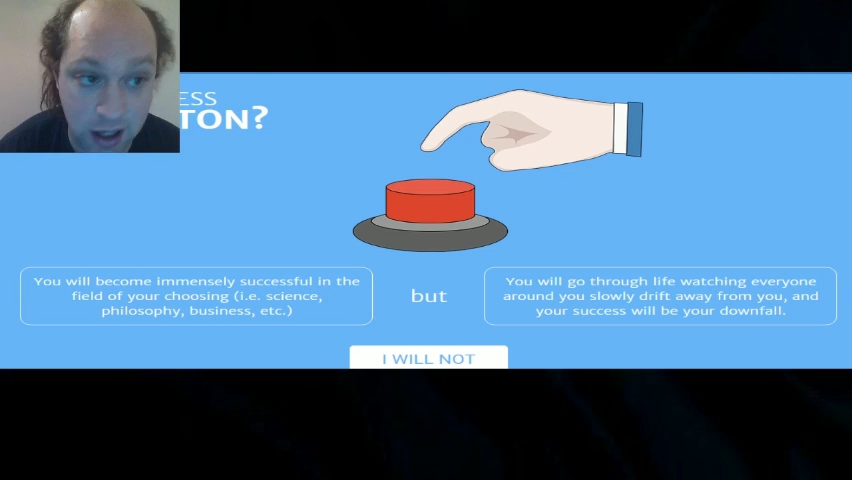 ESS
TON?
You will become immensely successful in the
field of your choosing (i.e. science,
philosophy, business, etc.)
but
You will go through life watching everyone
around you slowly drift away from you, and
your success will be your downfall.
I WILL NOT